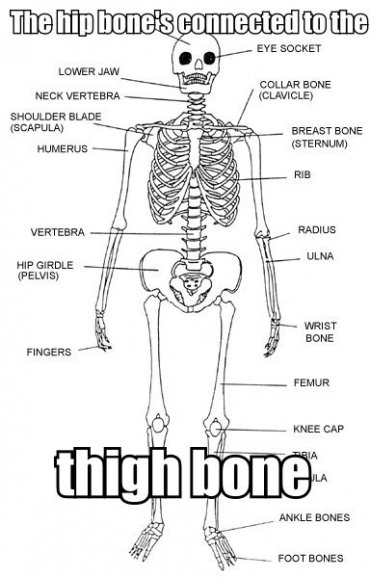 The hip bone's connected to the
EYE SOCKET
LOWER JAW
COLLAR BONE
(CLAVICLE)
NECK VERTEBRA
SHOULDER BLADE
(SCAPULA)
BREAST BONE
(STERNUM)
HUMERUS
RIB
VERTEBRA
RADIUS
ULNA
HIP GIRDLE
(PELVIS)
WRIST
BONE
FINGERS
FEMUR
KNEE CAP
thigh bone
ANKLE BONES
FOOT BONES